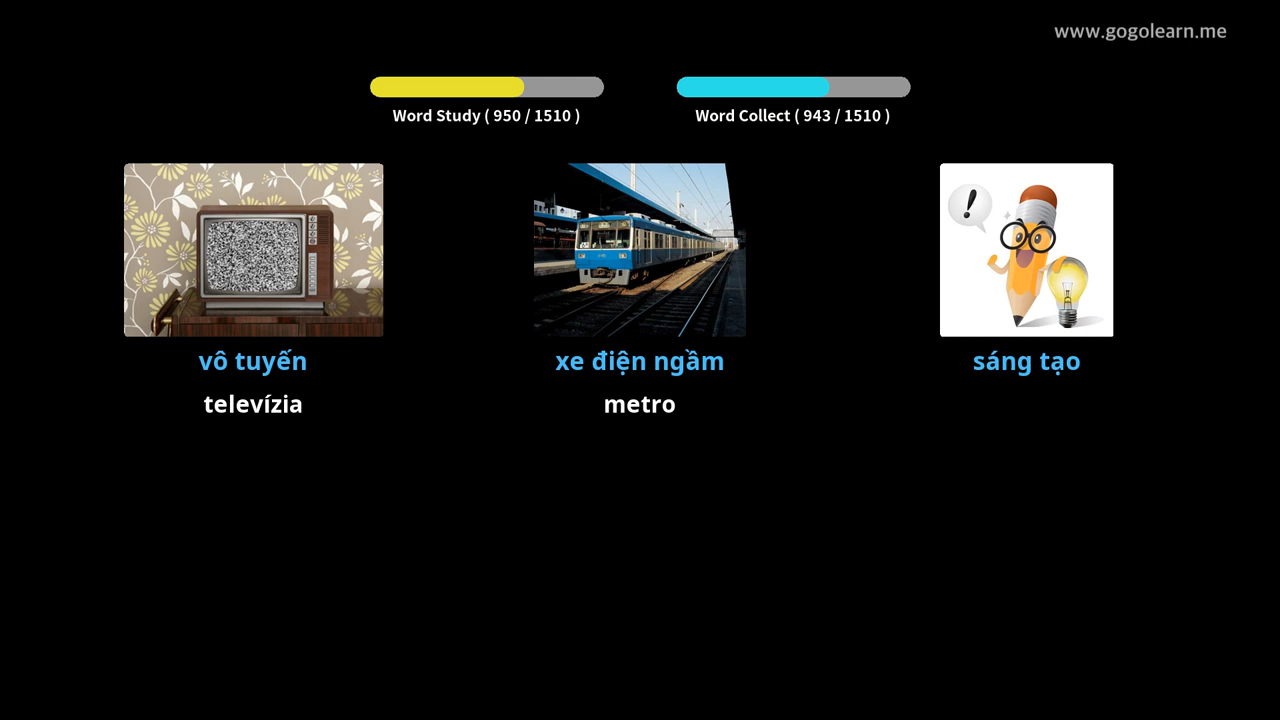 www.gogolearn.me
Word Study ( 950 / 1510 )
Word Collect ( 943 / 1510 )
vô tuyến
xe điện ngầm
sáng tạo
televízia
metro